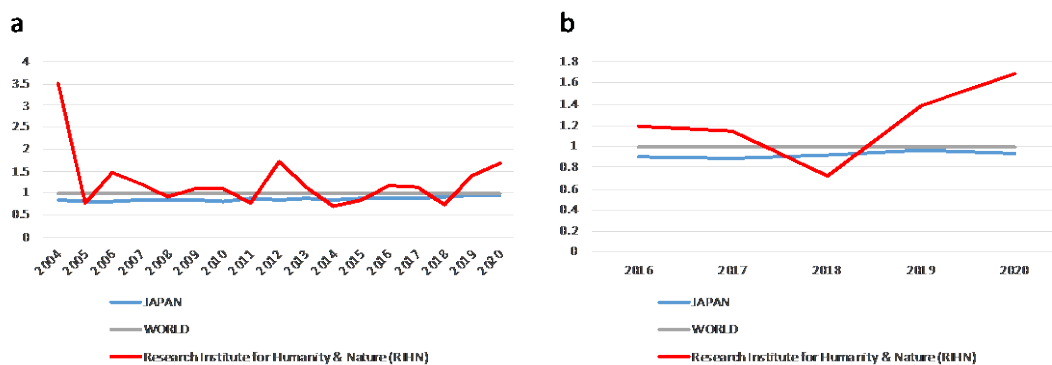 a
4
3.5
3
2.5
2
1.5
1
0.5
0
2004 2005 2006 2007 2008 2009 2010 2011 2012 2013 2014 2015 2016 2017 2018 2019 2020
JAPAN
WORLD
Research Institute for Humanity & Nature (RIHN)
b
1.8
1.6
1.4
1.2
1
0.8
0.6
0.4
0.2
0
2016 2017 2018 2019 2020
JAPAN
WORLD
Research Institute for Humanity & Nature (RIHN)